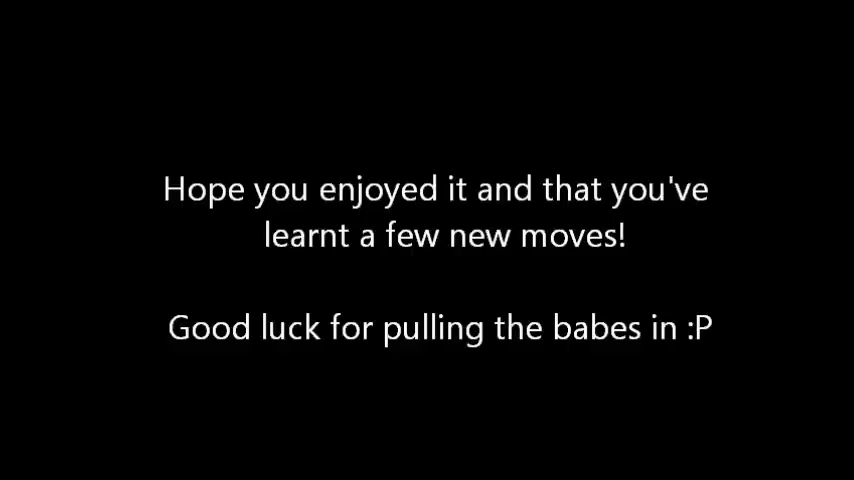 Hope you enjoyed it and that you've
learnt a few new moves!
Good luck for pulling the babes in :P